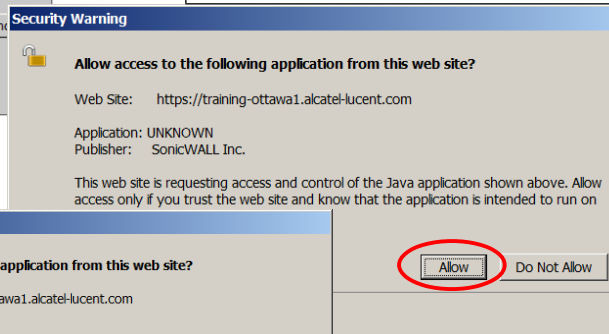 Security Warning
Allow access to the following application from this web site?
Web Site: https://training-ottawa1.alcatel-lucent.com
Application: UNKNOWN
Publisher: SonicWALL Inc.
This web site is requesting access and control of the Java application shown above. Allow
access only if you trust the web site and know that the application is intended to run on
Allow Do Not Allow
application from this web site?
awa1.alcatel-lucent.com